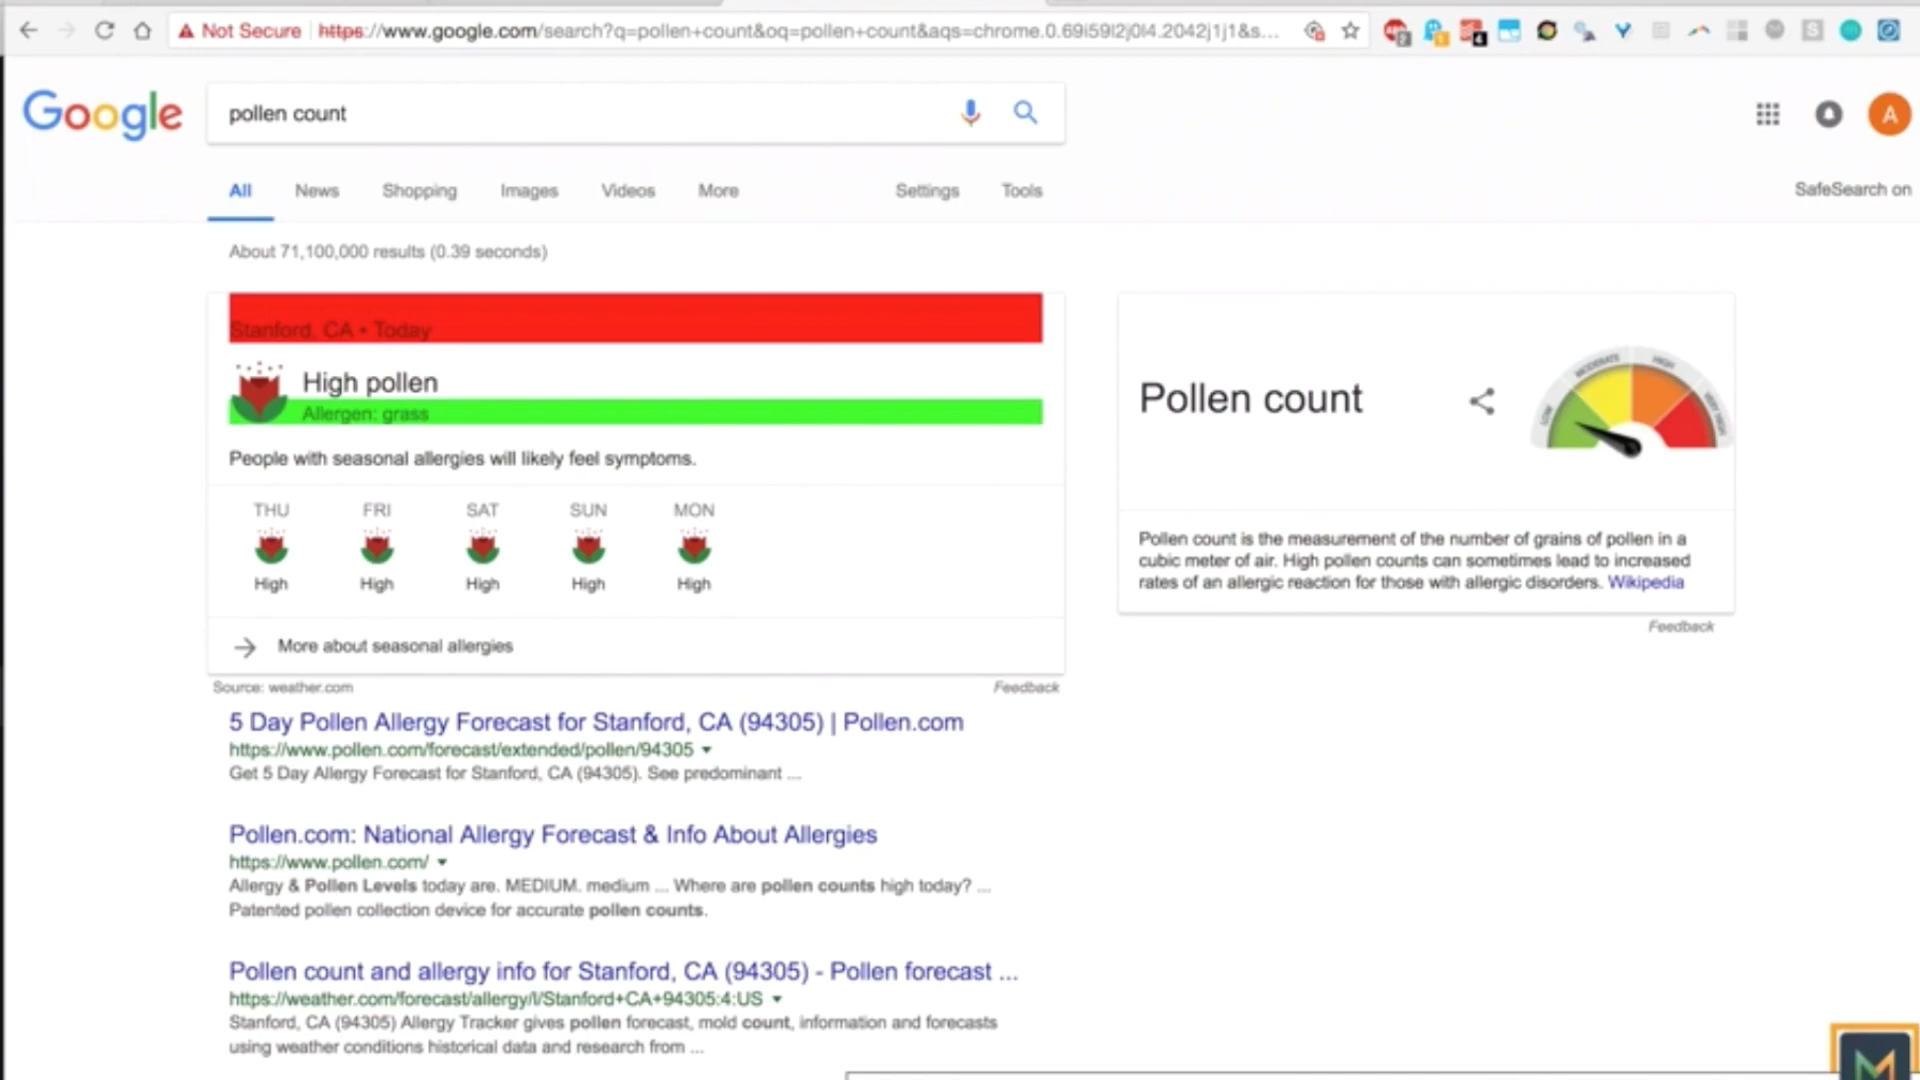 Not Secure https://www.google.com/search?q=pollen+count&oq=pollen+count&aqs=chrome.0.69i59l2j0l4.2042j1j1&s...
Google
pollen count
A
All News Shopping Images Videos More Settings Tools
SafeSearch on
About 71,100,000 results (0.39 seconds)
Stanford, CA • Today
High pollen
Allergen: grass
People with seasonal allergies will likely feel symptoms.
THU FRI SAT SUN MON
High High High High High
More about seasonal allergies
Source: weather.com
Feedback
5 Day Pollen Allergy Forecast for Stanford, CA (94305) | Pollen.com
https://www.pollen.com/forecast/extended/pollen/94305
Get 5 Day Allergy Forecast for Stanford, CA (94305). See predominant ...
Pollen.com: National Allergy Forecast & Info About Allergies
https://www.pollen.com/
Allergy & Pollen Levels today are. MEDIUM. medium ... Where are pollen counts high today? ...
Patented pollen collection device for accurate pollen counts.
Pollen count and allergy info for Stanford, CA (94305) - Pollen forecast ...
https://weather.com/forecast/allergy/l/Stanford+CA+94305:4:US
Stanford, CA (94305) Allergy Tracker gives pollen forecast, mold count, information and forecasts
using weather conditions historical data and research from ...
Pollen count
LOW MODERATE HIGH VERY HIGH
Pollen count is the measurement of the number of grains of pollen in a
cubic meter of air. High pollen counts can sometimes lead to increased
rates of an allergic reaction for those with allergic disorders. Wikipedia
Feedback
M